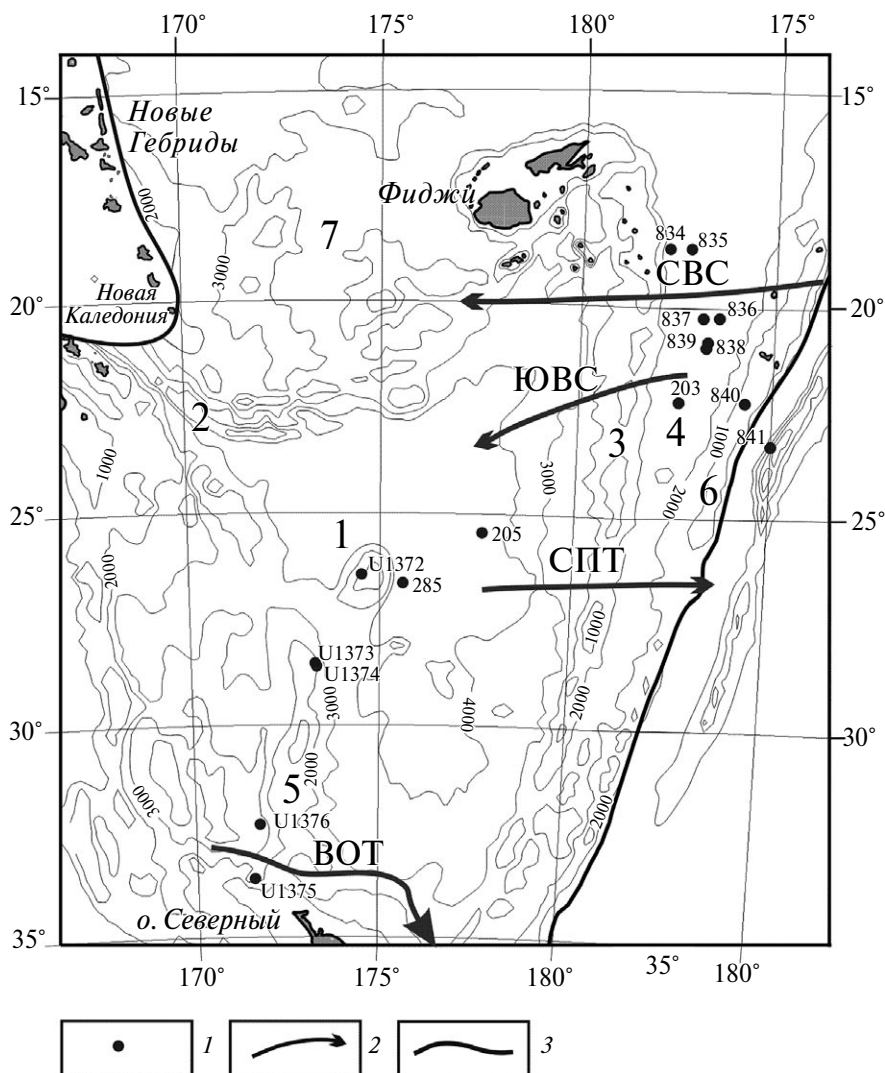 170° 175° 180° 175°
15° 15°
Новые
Гебриды
2000
Фиджи
7
3000
834 835
СВС
Новая
Каледония
20° 20°
837 836
839 838
ЮВС
203 840
2 3 4
1000
841
1000
3000
2000
6
25° 25°
1
205
U1372
СПТ
285
2000
1000
U1373
U1374
3000
4000
2000
30° 30°
2000
5
3000
U1376
2000
ВОТ
U1375
о. Северный
35°
170° 175° 180° 35° 180°
1 2 3